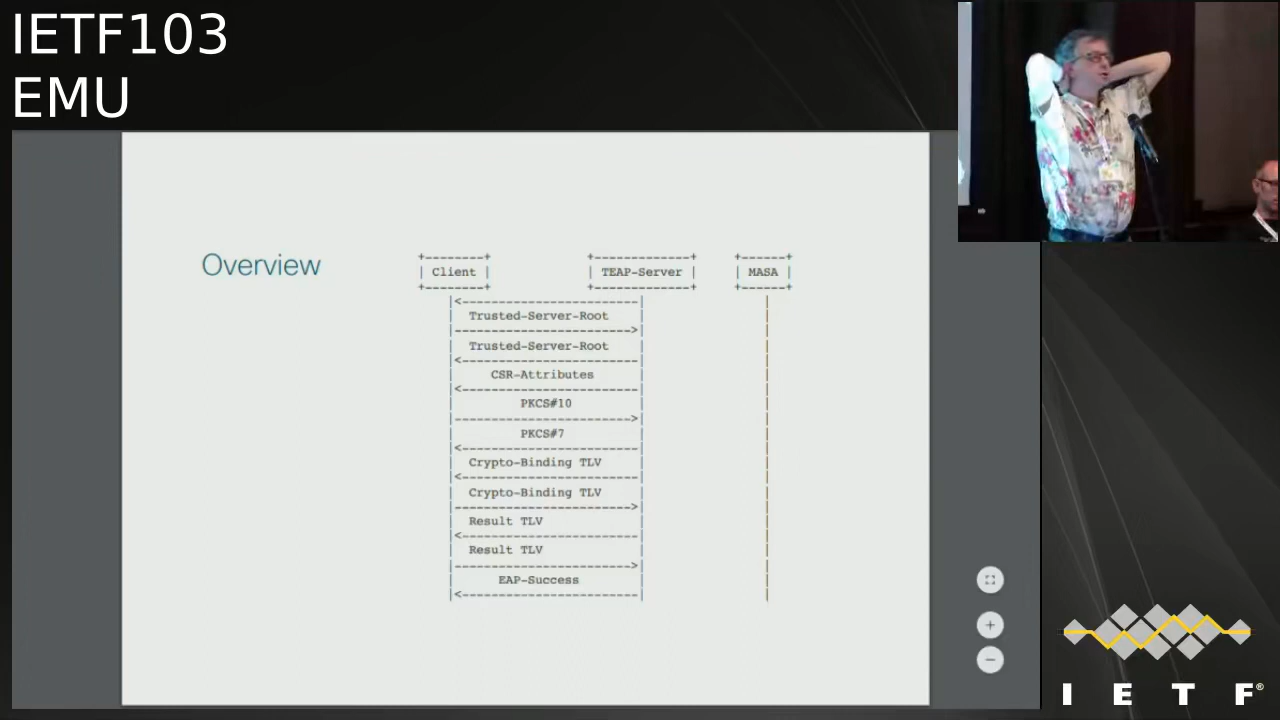 IETF103
EMU
Overview
+--------+ +-------------+ +------+
| Client | | TEAP-Server | | MASA |
+--------+ +-------------+ +------+
|<------------------------|
| Trusted-Server-Root |
|------------------------>|
| Trusted-Server-Root |
|<------------------------|
| CSR-Attributes |
|<------------------------|
| PKCS#10 |
|------------------------>|
| PKCS#7 |
|<------------------------|
| Crypto-Binding TLV |
|<------------------------|
| Crypto-Binding TLV |
|------------------------>|
| Result TLV |
|<------------------------|
| Result TLV |
|------------------------>|
| EAP-Success |
|<------------------------|
I E T F®